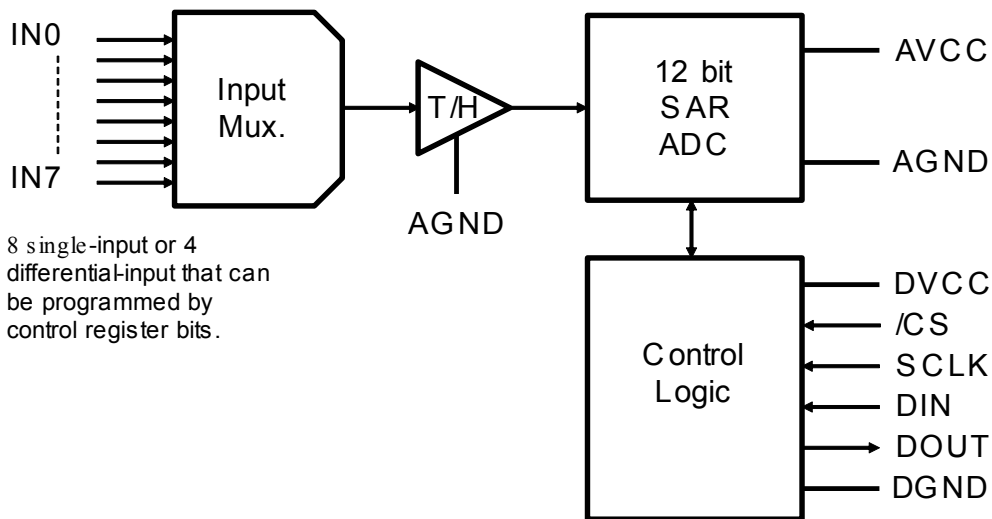 IN0
IN7
Input
Mux.
T/H
AGND
12 bit
SAR
ADC
AVCC
AGND
8 single-input or 4
differential-input that can
be programmed by
control register bits.
Control
Logic
DVCC
/CS
SCLK
DIN
DOUT
DGND